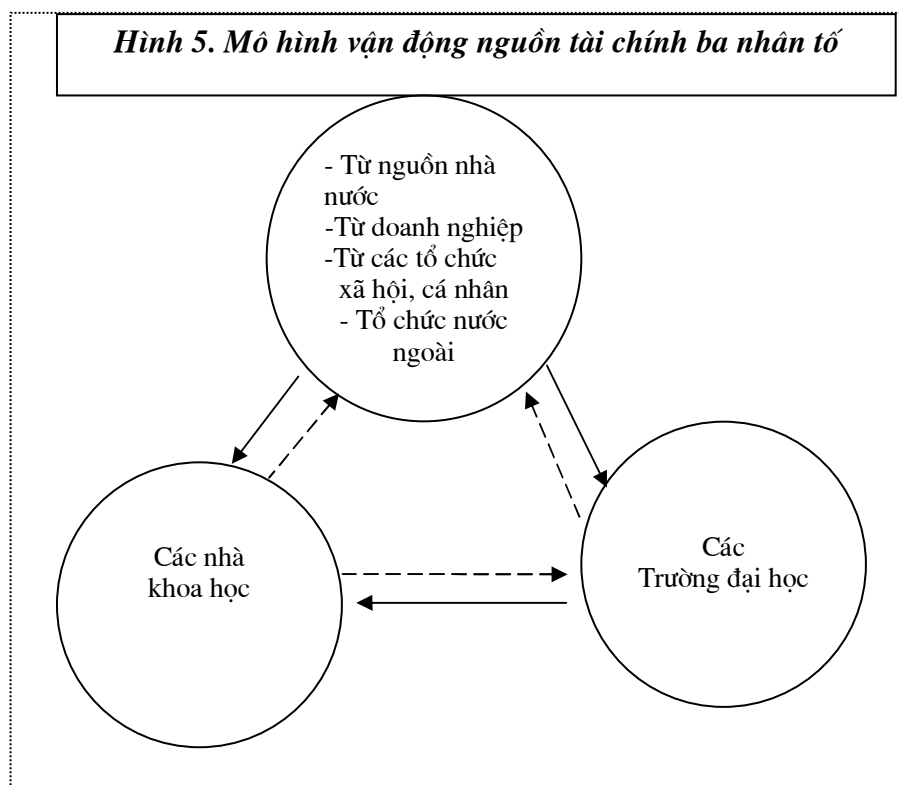 Hình 5. Mô hình vận động nguồn tài chính ba nhân tố
- Từ nguồn nhà
nước
-Từ doanh nghiệp
-Từ các tổ chức
xã hội, cá nhân
- Tổ chức nước
ngoài
Các nhà
khoa học
Các
Trường đại học